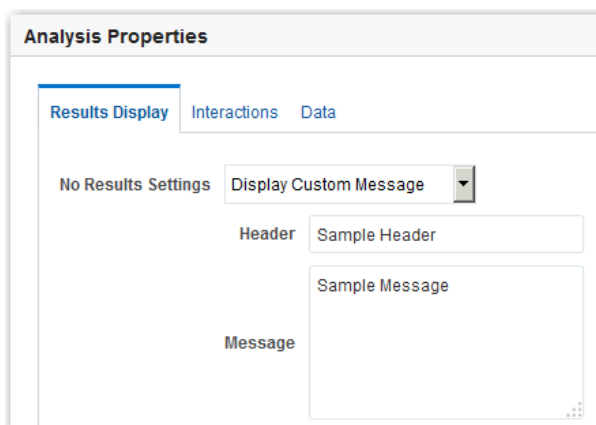 Analysis Properties
Results Display Interactions Data
No Results Settings Display Custom Message
Header Sample Header
Sample Message
Message